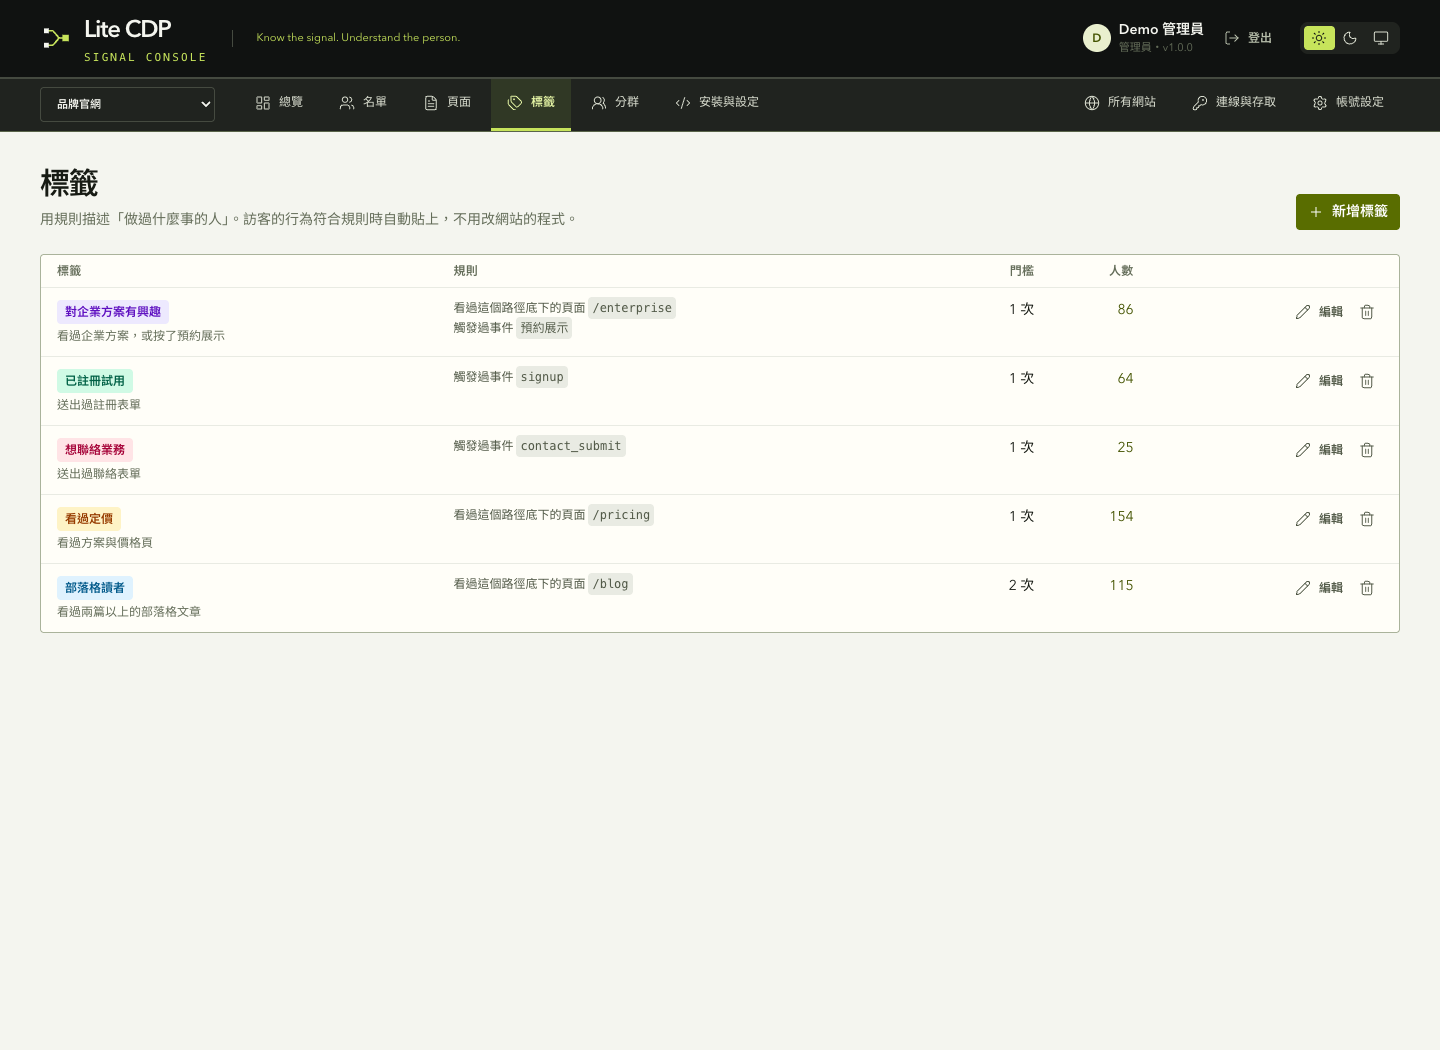 Lite CDP
SIGNAL CONSOLE
Know the signal. Understand the person.
D
Demo 管理員
管理員・v1.0.0
登出
品牌官網
總覽
名單
頁面
標籤
分群
安裝與設定
所有網站
連線與存取
帳號設定
標籤
用規則描述「做過什麼事的人」。訪客的行為符合規則時自動貼上，不用改網站的程式。
新增標籤
標籤 規則 門檻 人數
對企業方案有興趣
看過企業方案，或按了預約展示
看過這個路徑底下的頁面 /enterprise
觸發過事件 預約展示
1 次 86 編輯
已註冊試用
送出過註冊表單
觸發過事件 signup
1 次 64 編輯
想聯絡業務
送出過聯絡表單
觸發過事件 contact_submit
1 次 25 編輯
看過定價
看過方案與價格頁
看過這個路徑底下的頁面 /pricing
1 次 154 編輯
部落格讀者
看過兩篇以上的部落格文章
看過這個路徑底下的頁面 /blog
2 次 115 編輯